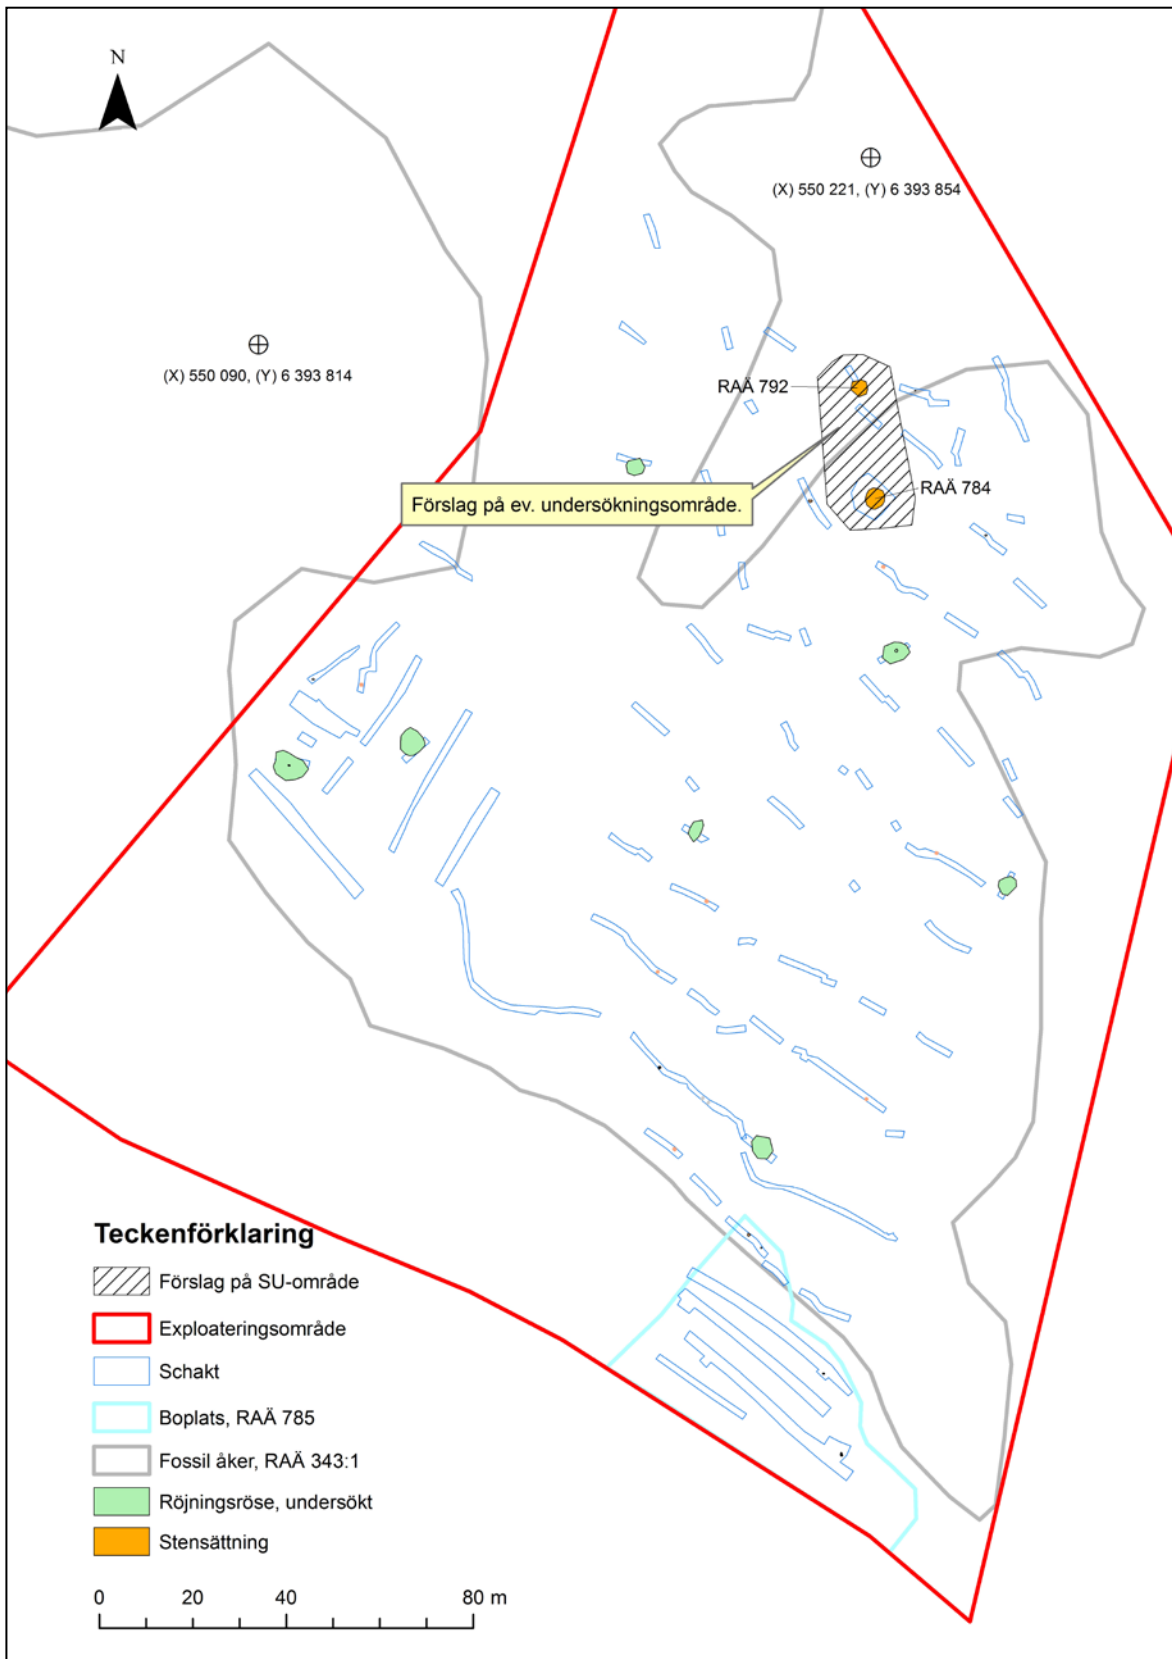 N
(X) 550 221, (Y) 6 393 854
(X) 550 090, (Y) 6 393 814
RAÄ 792
RAÄ 784
Förslag på ev. undersökningsområde.
Teckenförklaring
Förslag på SU-område
Exploateringsområde
Schakt
Boplats, RAÄ 785
Fossil åker, RAÄ 343:1
Röjningsröse, undersökt
Stensättning
0 20 40 80 m